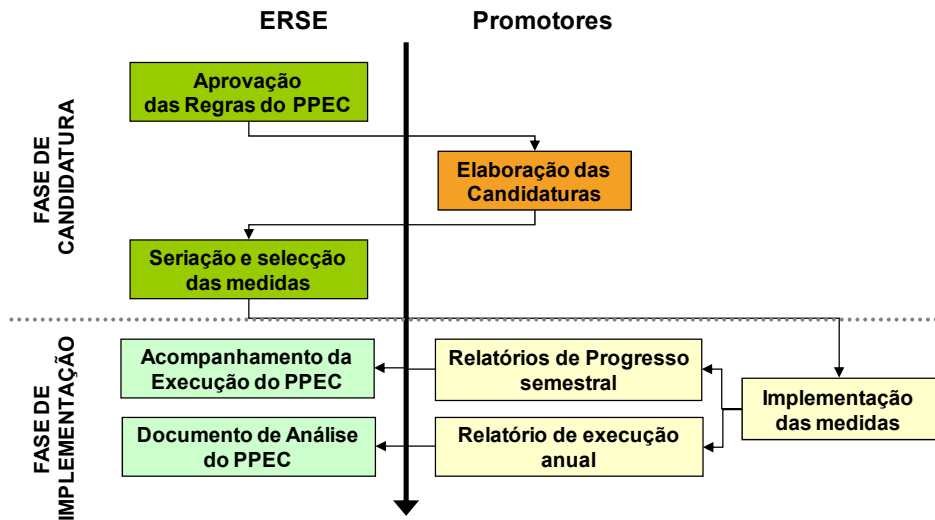 ERSE
Promotores
FASE DE
CANDIDATURA
Aprovação
das Regras do PPEC
Elaboração das
Candidaturas
Seriação e selecção
das medidas
FASE DE
IMPLEMENTAÇÃO
Acompanhamento da
Execução do PPEC
Relatórios de Progresso
semestral
Implementação
das medidas
Documento de Análise
do PPEC
Relatório de execução
anual